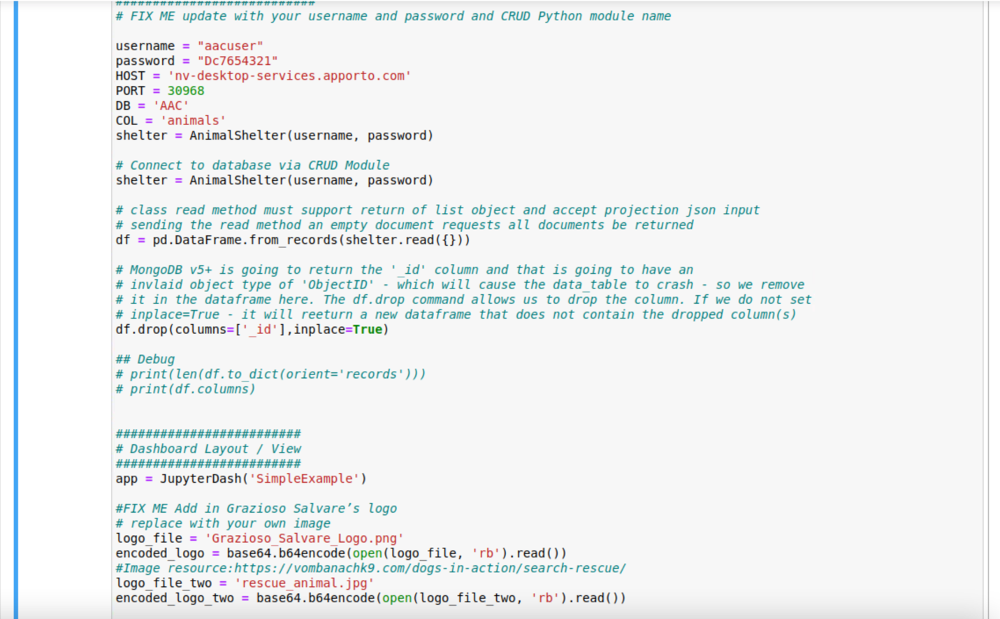 ###########################
# FIX ME update with your username and password and CRUD Python module name
username = "aacuser"
password = "Dc7654321"
HOST = 'nv-desktop-services.apporto.com'
PORT = 30968
DB = 'AAC'
COL = 'animals'
shelter = AnimalShelter(username, password)
# Connect to database via CRUD Module
shelter = AnimalShelter(username, password)
# class read method must support return of list object and accept projection json input
# sending the read method an empty document requests all documents be returned
df = pd.DataFrame.from_records(shelter.read({}))
# MongoDB v5+ is going to return the '_id' column and that is going to have an
# invlaid object type of 'ObjectID' - which will cause the data_table to crash - so we remove
# it in the dataframe here. The df.drop command allows us to drop the column. If we do not set
# inplace=True - it will reeturn a new dataframe that does not contain the dropped column(s)
df.drop(columns=['_id'],inplace=True)
## Debug
# print(len(df.to_dict(orient='records')))
# print(df.columns)
#########################
# Dashboard Layout / View
#########################
app = JupyterDash('SimpleExample')
#FIX ME Add in Grazioso Salvare’s logo
# replace with your own image
logo_file = 'Grazioso_Salvare_Logo.png'
encoded_logo = base64.b64encode(open(logo_file, 'rb').read())
#Image resource:https://vombanachk9.com/dogs-in-action/search-rescue/
logo_file_two = 'rescue_animal.jpg'
encoded_logo_two = base64.b64encode(open(logo_file_two, 'rb').read())